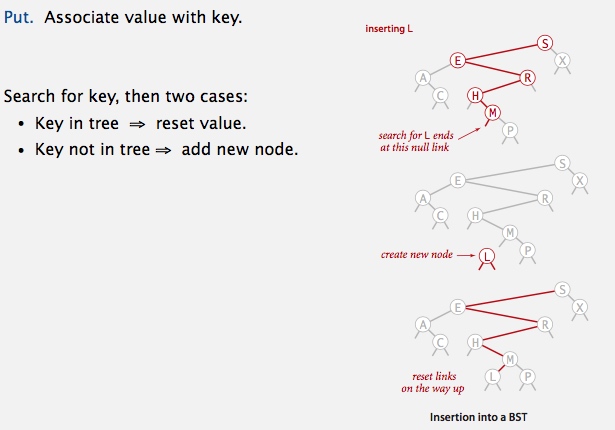 Put. Associate value with key.
Search for key, then two cases:
• Key in tree ⇒ reset value.
• Key not in tree ⇒ add new node.
inserting L
S
E
X
A
R
C
H
M
P
search for L ends
at this null link
S
E
X
A
R
C
H
M
P
create new node
L
S
E
X
A
R
C
H
M
L
P
reset links
on the way up
Insertion into a BST